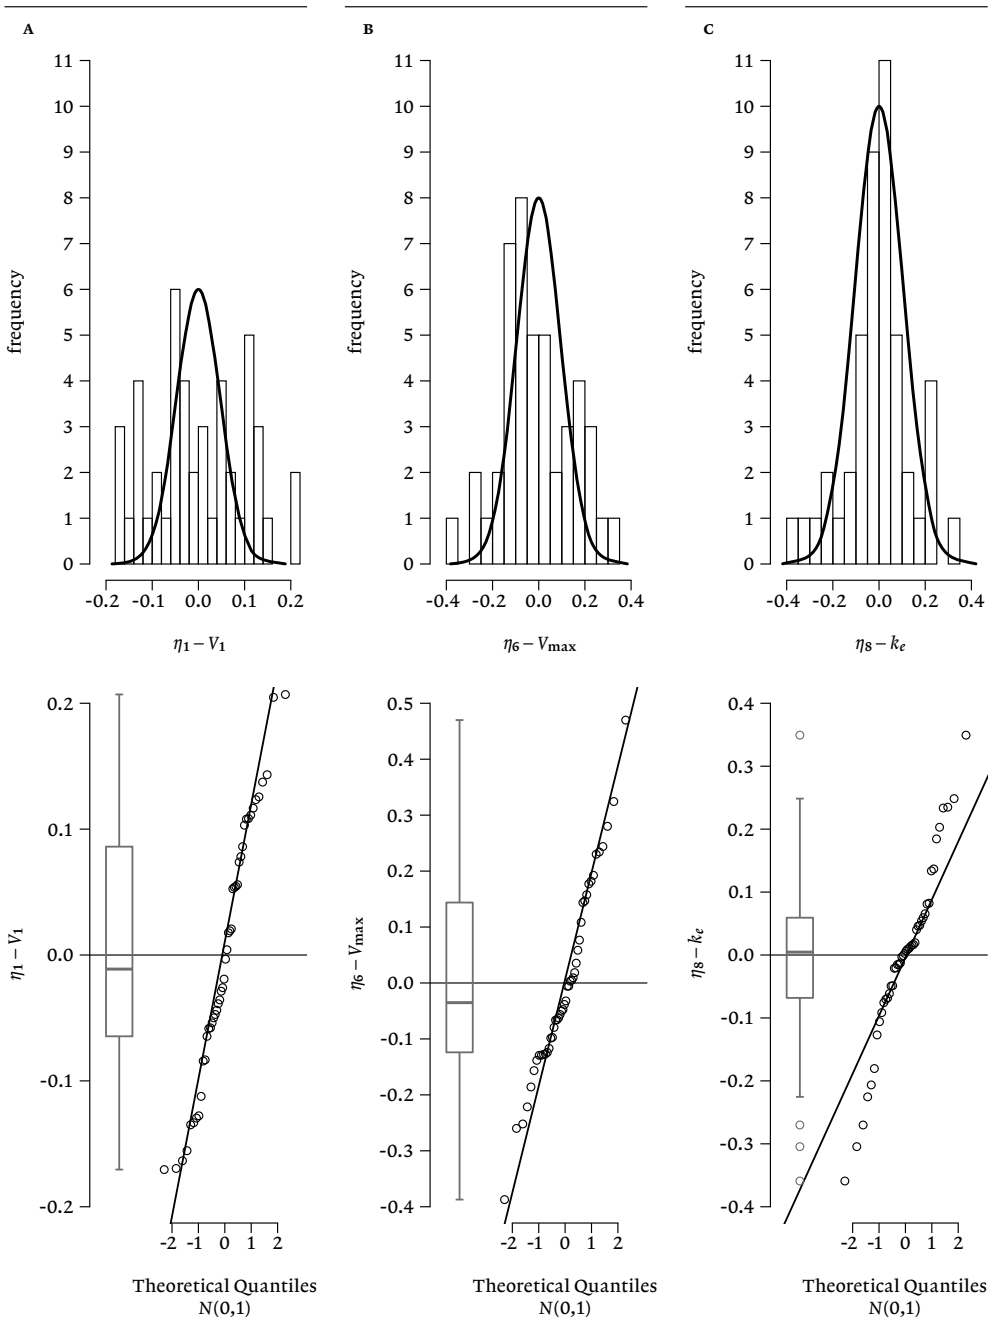 A B C
11 11 11
10 10 10
9 9 9
8 8 8
7 7 7
6 6 6
5 5 5
4 4 4
3 3 3
2 2 2
1 1 1
0 0 0
frequency frequency frequency
-0.2 -0.1 0.0 0.1 0.2 -0.4 -0.2 0.0 0.2 0.4 -0.4 -0.2 0.0 0.2 0.4
η1 – V1 η6 – Vmax η8 – ke
0.2 0.5 0.4
0.4 0.3
0.1 0.3 0.2
0.2 0.1
0.0 0.1 0.0
0.0 -0.1
-0.1 -0.1 -0.2
-0.2 -0.3
-0.2 -0.3 -0.4
-0.4
η1 – V1 η6 – Vmax η8 – ke
-2 -1 0 1 2 -2 -1 0 1 2 -2 -1 0 1 2
Theoretical Quantiles Theoretical Quantiles Theoretical Quantiles
N(0,1) N(0,1) N(0,1)